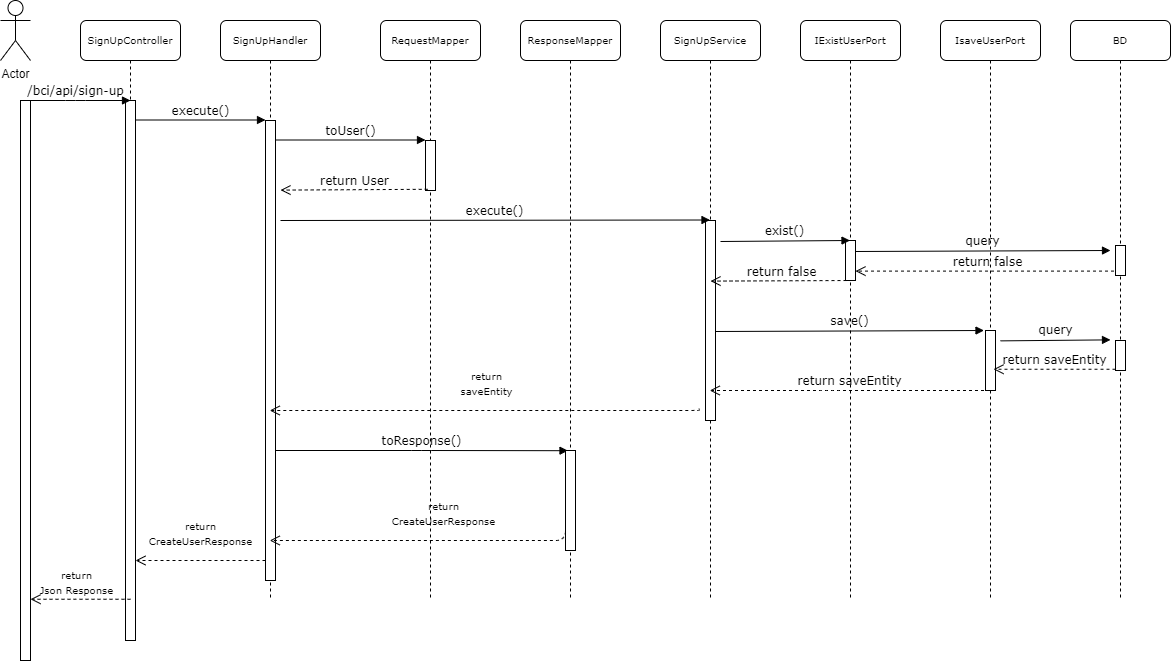 SignUpController
SignUpHandler
RequestMapper
ResponseMapper
SignUpService
IExistUserPort
IsaveUserPort
BD
Actor
/bci/api/sign-up
execute()
toUser()
return User
execute()
exist()
query
return false
return false
save()
query
return saveEntity
return saveEntity
return
saveEntity
toResponse()
return
CreateUserResponse
return
CreateUserResponse
return
Json Response